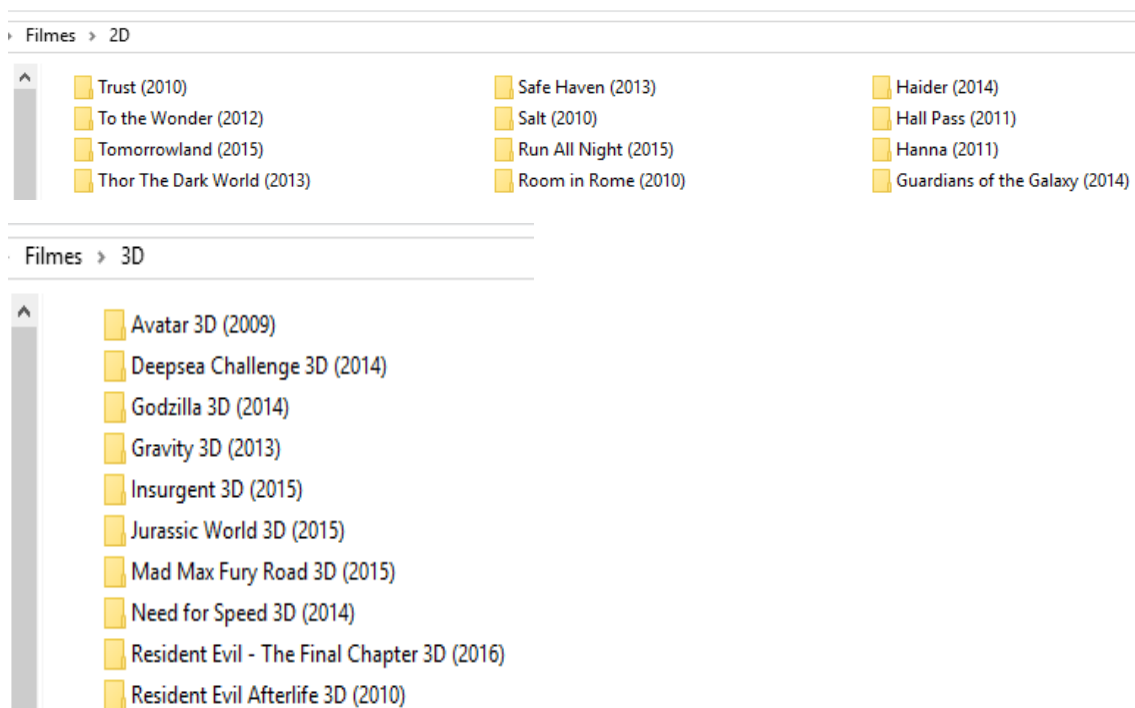 Filmes > 2D
Trust (2010)
To the Wonder (2012)
Tomorrowland (2015)
Thor The Dark World (2013)
Safe Haven (2013)
Salt (2010)
Run All Night (2015)
Room in Rome (2010)
Haider (2014)
Hall Pass (2011)
Hanna (2011)
Guardians of the Galaxy (2014)
Filmes > 3D
Avatar 3D (2009)
Deepsea Challenge 3D (2014)
Godzilla 3D (2014)
Gravity 3D (2013)
Insurgent 3D (2015)
Jurassic World 3D (2015)
Mad Max Fury Road 3D (2015)
Need for Speed 3D (2014)
Resident Evil - The Final Chapter 3D (2016)
Resident Evil Afterlife 3D (2010)